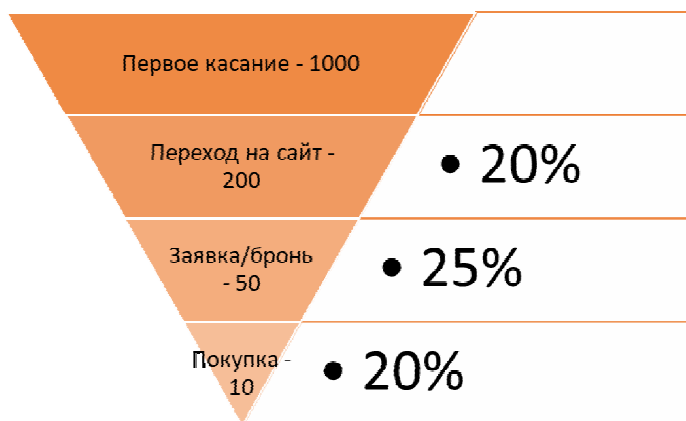 Первое касание - 1000
Переход на сайт -
200
• 20%
Заявка/бронь
- 50
• 25%
Покупка -
10
• 20%